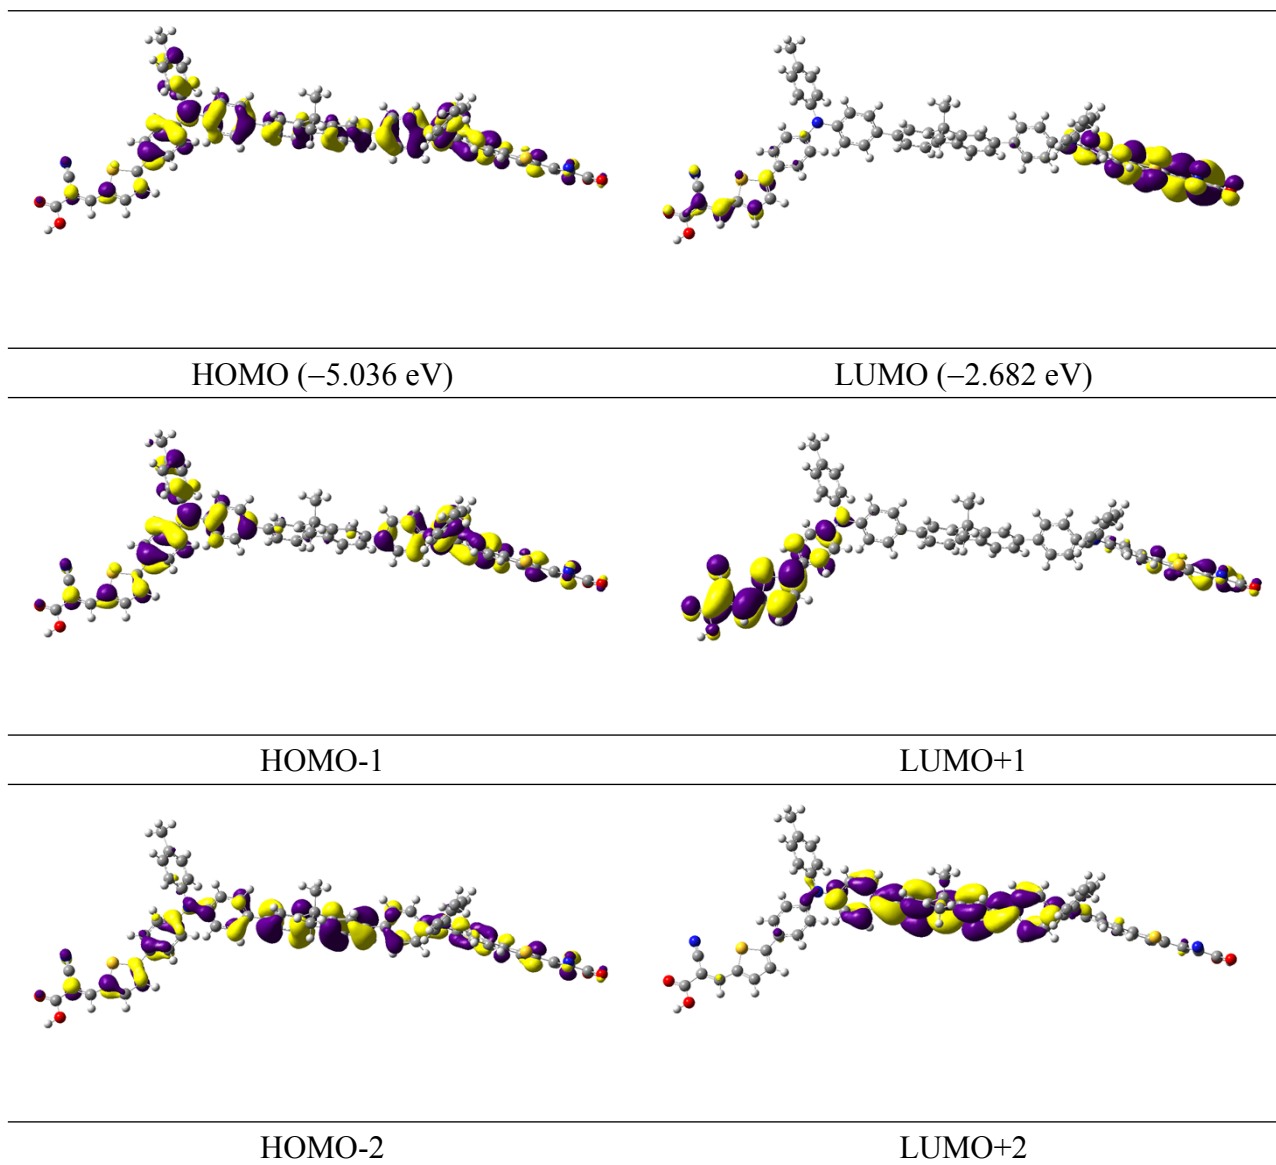 HOMO (−5.036 eV)
LUMO (−2.682 eV)
HOMO-1
LUMO+1
HOMO-2
LUMO+2